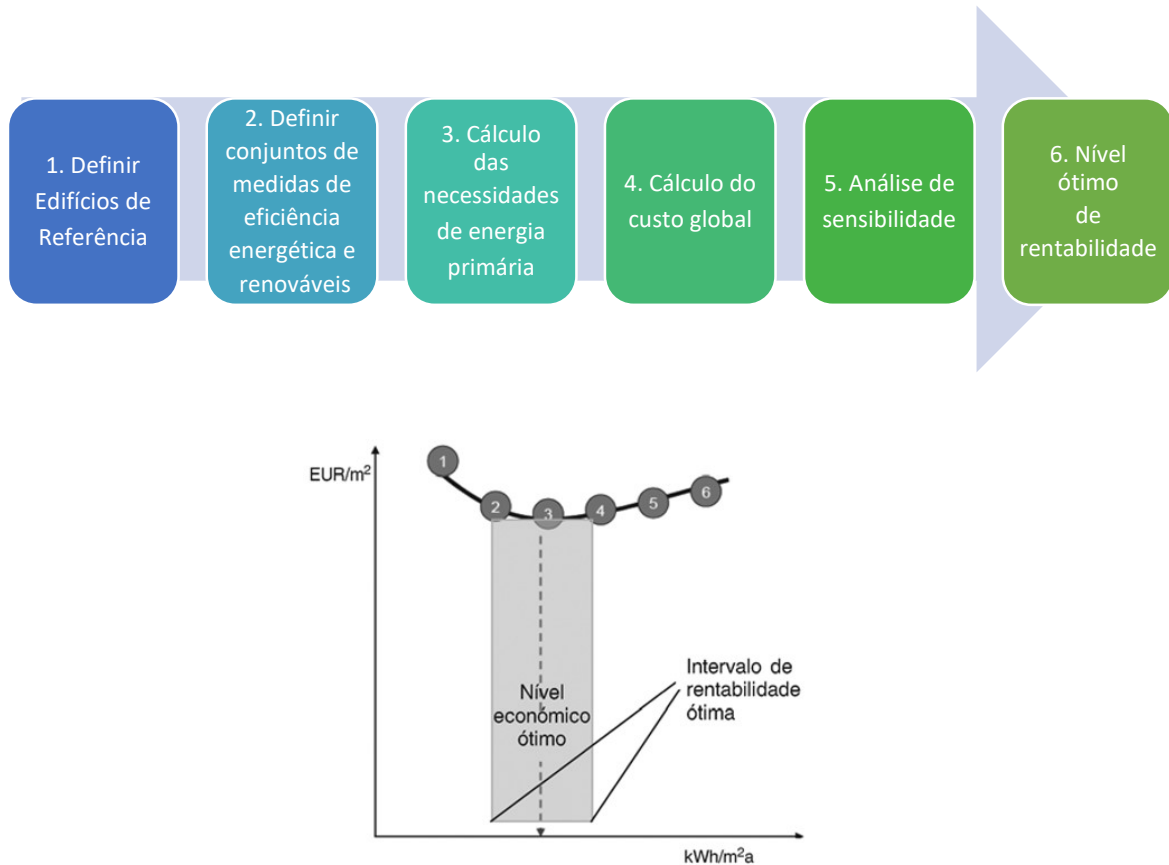 1. Definir
Edifícios de
Referência
2. Definir
conjuntos de
medidas de
eficiência
energética e
renováveis
3. Cálculo
das
necessidades
de energia
primária
4. Cálculo do
custo global
5. Análise de
sensibilidade
6. Nível
ótimo
de
rentabilidade
EUR/m²
1
2
3
4
5
6
Nível
económico
ótimo
Intervalo de
rentabilidade
ótima
kWh/m²a